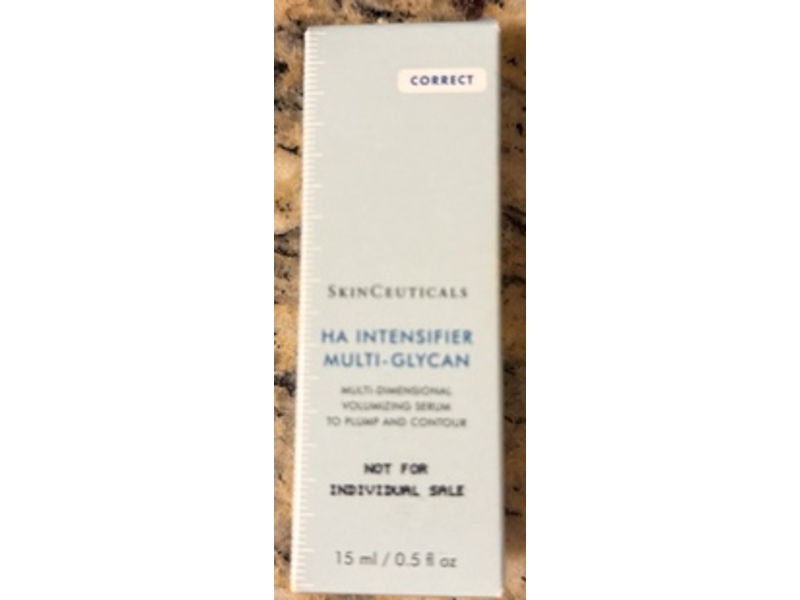 CORRECT
SKINCEUTICALS
HA INTENSIFIER
MULTI-GLYCAN
MULTI-DIMENSIONAL
VOLUMIZING SERUM
TO PLUMP AND CONTOUR
NOT FOR
INDIVIDUAL SALE
15 ml / 0.5 fl oz